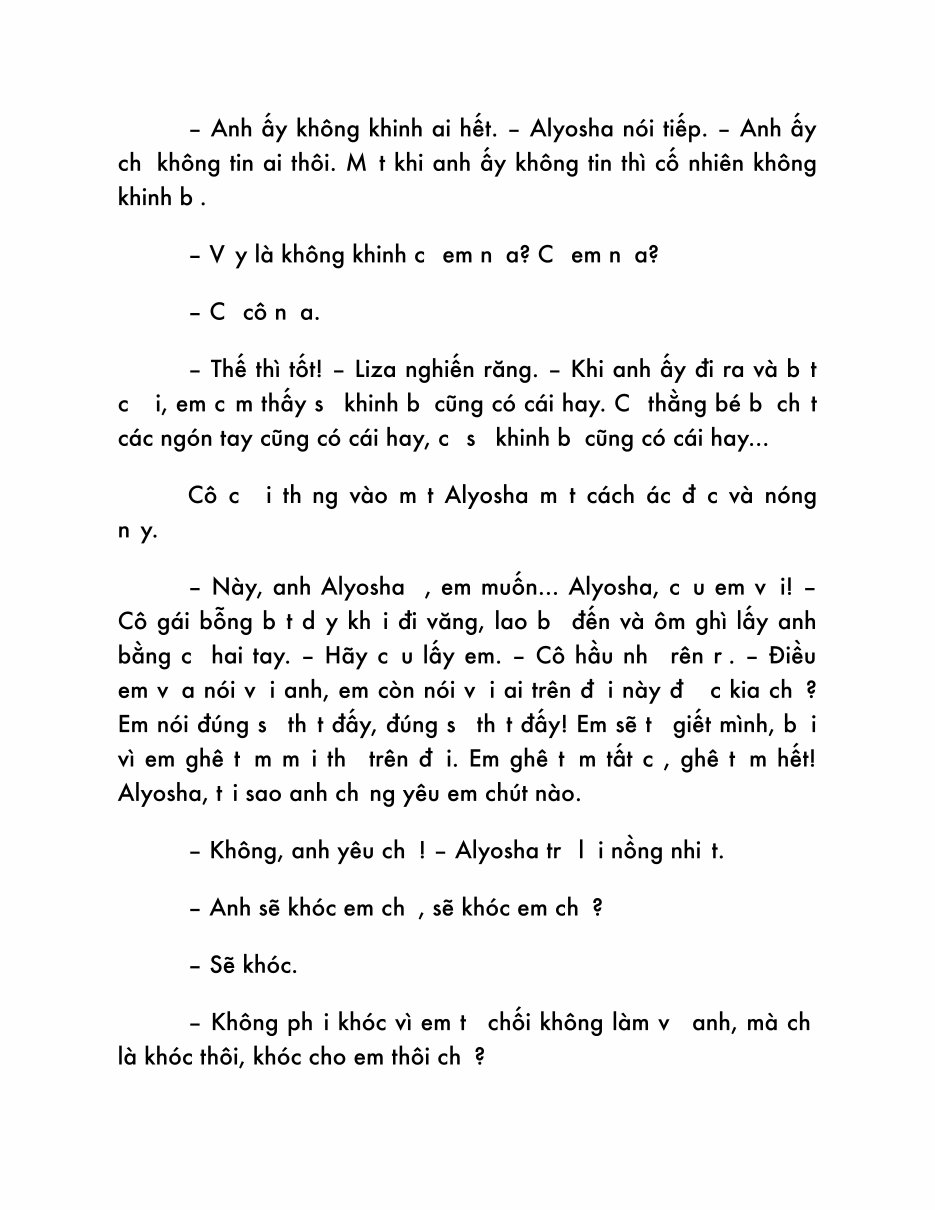 – Anh ấy không khinh ai hết. – Alyosha nói tiếp. – Anh ấy
ch không tin ai thôi. M t khi anh ấy không tin thì cố nhiên không
khinh b .
– V y là không khinh c em n a? C em n a?
– C cô n a.
– Thế thì tốt! – Liza nghiến răng. – Khi anh ấy đi ra và b t
c i, em c m thấy s khinh b cũng có cái hay. C thằng bé b ch t
các ngón tay cũng có cái hay, c s khinh b cũng có cái hay...
Cô c i th ng vào m t Alyosha m t cách ác đ c và nóng
n y.
– Này, anh Alyosha , em muốn... Alyosha, c u em v i! –
Cô gái bỗng b t d y kh i đi văng, lao b đến và ôm ghì lấy anh
bằng c hai tay. – Hãy c u lấy em. – Cô hầu nh rên r . – Điều
em v a nói v i anh, em còn nói v i ai trên đ i này đ c kia ch ?
Em nói đúng s th t đấy, đúng s th t đấy! Em sẽ t giết mình, b i
vì em ghê t m m i th trên đ i. Em ghê t m tất c , ghê t m hết!
Alyosha, t i sao anh ch ng yêu em chút nào.
– Không, anh yêu ch ! – Alyosha tr l i nồng nhi t.
– Anh sẽ khóc em ch , sẽ khóc em ch ?
– Sẽ khóc.
– Không ph i khóc vì em t chối không làm v anh, mà ch
là khóc thôi, khóc cho em thôi ch ?